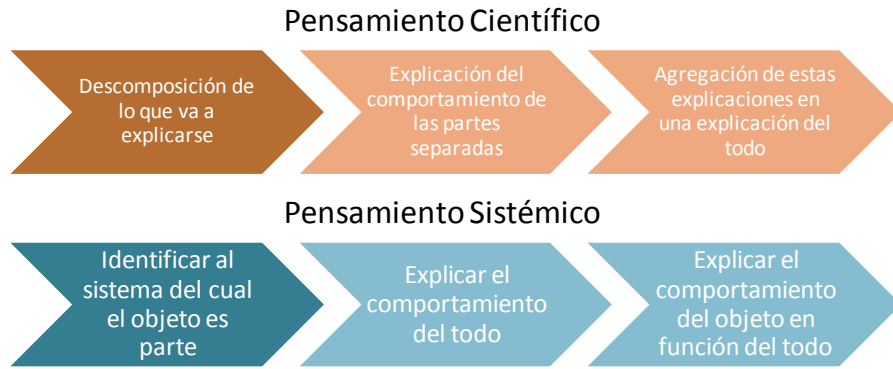 Pensamiento Científico
Descomposición de
lo que va a
explicarse
Explicación del
comportamiento de
las partes
separadas
Agregación de estas
explicaciones en
una explicación del
todo
Pensamiento Sistémico
Identificar al
sistema del cual
el objeto es
parte
Explicar el
comportamiento
del todo
Explicar el
comportamiento
del objeto en
función del todo